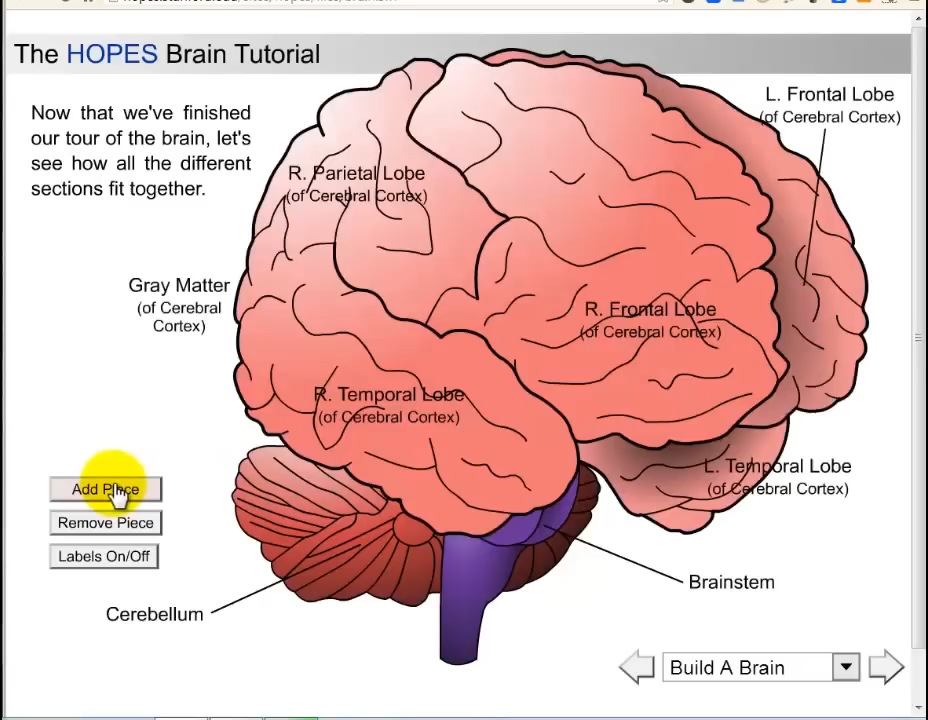 The HOPES Brain Tutorial
Now that we've finished
our tour of the brain, let's
see how all the different
sections fit together.
L. Frontal Lobe
(of Cerebral Cortex)
R. Parietal Lobe
(of Cerebral Cortex)
Gray Matter
(of Cerebral
Cortex)
R. Frontal Lobe
(of Cerebral Cortex)
R. Temporal Lobe
(of Cerebral Cortex)
L. Temporal Lobe
(of Cerebral Cortex)
Add Piece
Remove Piece
Labels On/Off
Brainstem
Cerebellum
Build A Brain